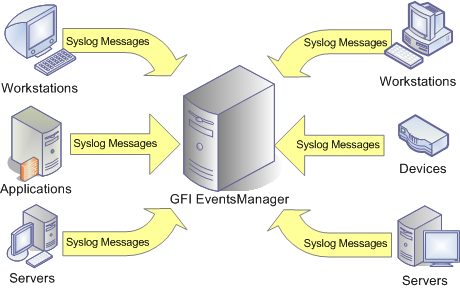 Syslog Messages
Syslog Messages
Workstations
Workstations
Syslog Messages
Syslog Messages
Applications
Devices
GFI EventsManager
Syslog Messages
Syslog Messages
Servers
Servers